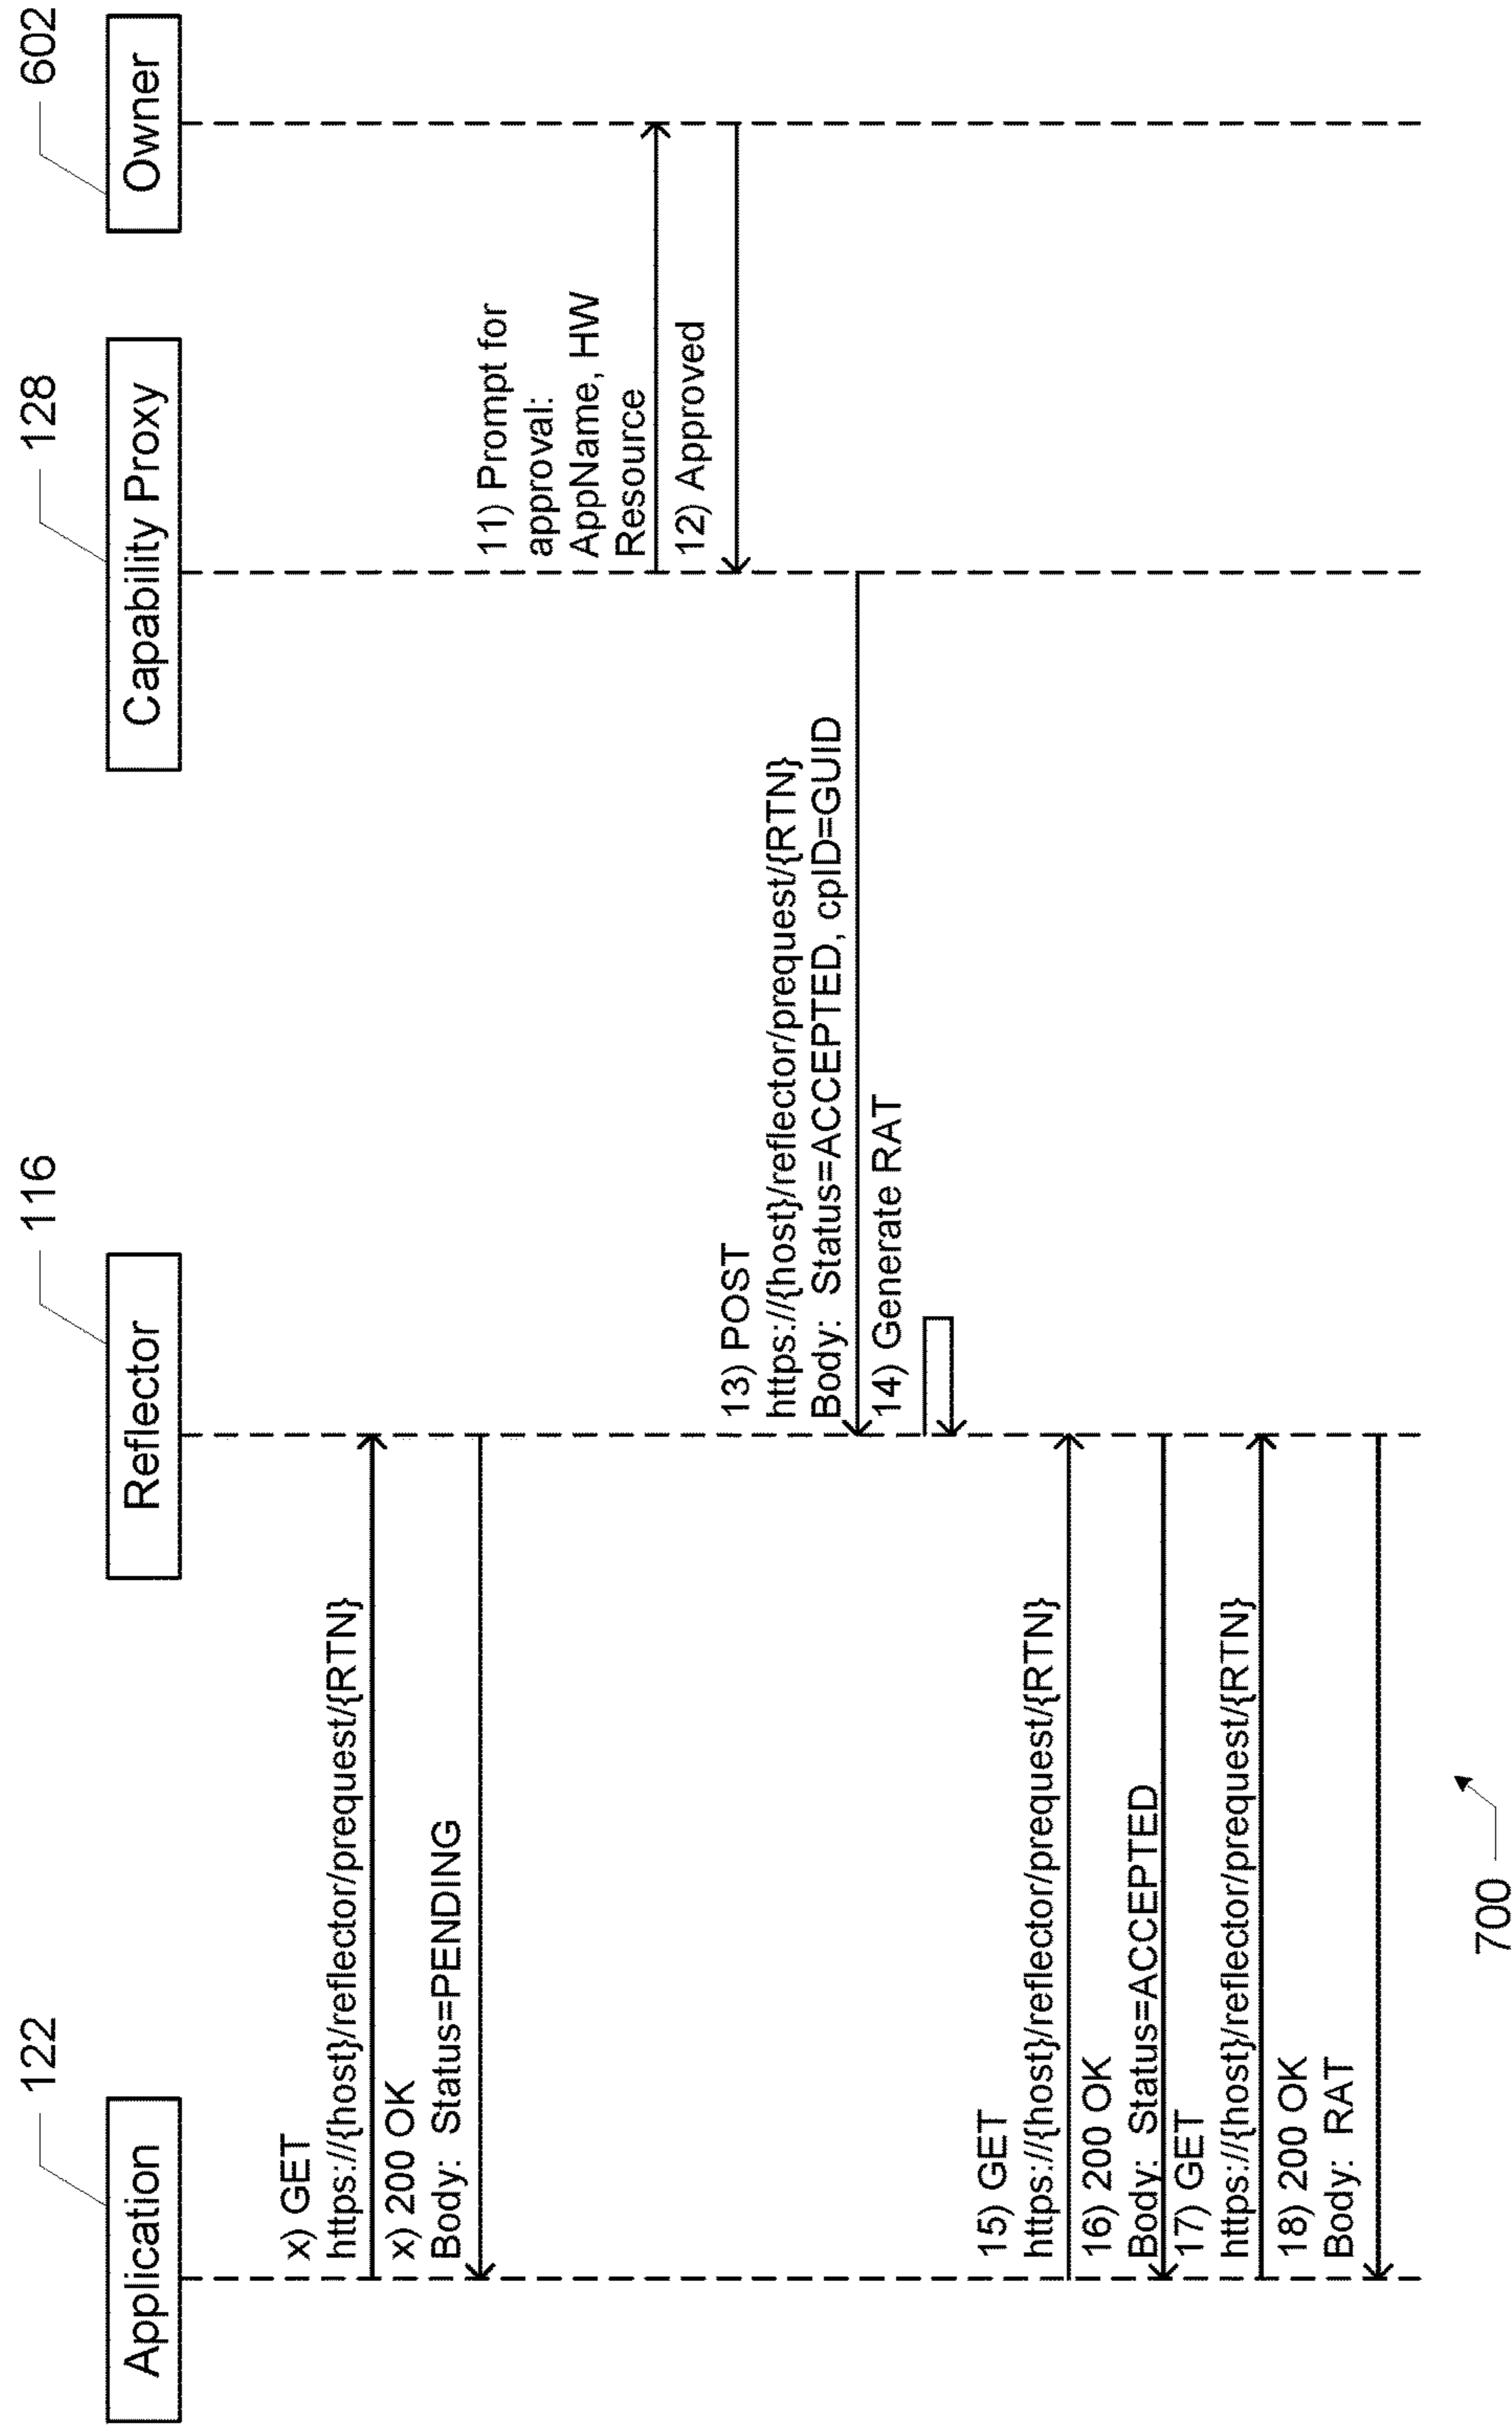 122
116
128
602
Application
Reflector
Capability Proxy
Owner
x) GET
https://{host}/reflector/prequest/{RTN}
x) 200 OK
Body: Status=PENDING
11) Prompt for
approval:
AppName, HW
Resource
12) Approved
13) POST
https://{host}/reflector/prequest/{RTN}
Body: Status=ACCEPTED, cpID=GUID
14) Generate RAT
15) GET
https://{host}/reflector/prequest/{RTN}
16) 200 OK
Body: Status=ACCEPTED
17) GET
https://{host}/reflector/prequest/{RTN}
18) 200 OK
Body: RAT
700